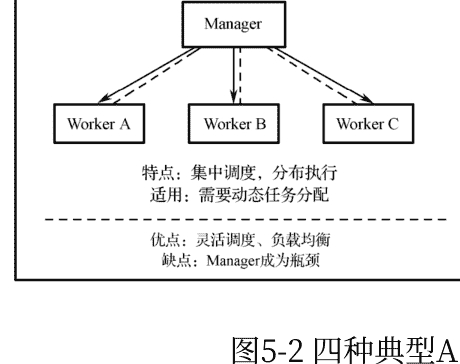 Manager
Worker A
Worker B
Worker C
特点：集中调度，分布执行
适用：需要动态任务分配
优点：灵活调度、负载均衡
缺点：Manager成为瓶颈
图5-2 四种典型A